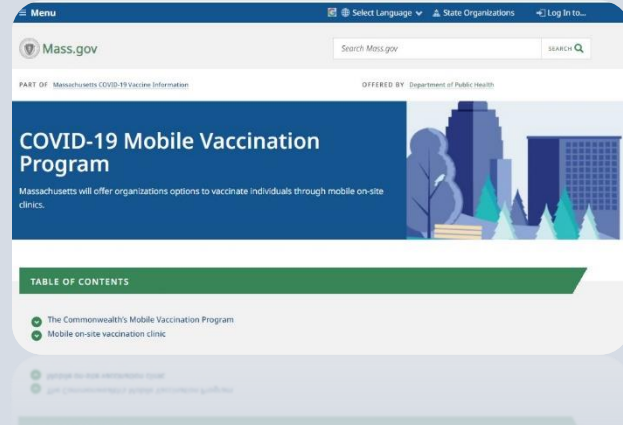 Menu
Select Language
State Organizations
Log In to...
Mass.gov
Search Mass.gov
SEARCH
PART OF Massachusetts COVID-19 Vaccine Information
OFFERED BY Department of Public Health
COVID-19 Mobile Vaccination
Program
Massachusetts will offer organizations options to vaccinate individuals through mobile on-site
clinics.
TABLE OF CONTENTS
The Commonwealth's Mobile Vaccination Program
Mobile on-site vaccination clinic